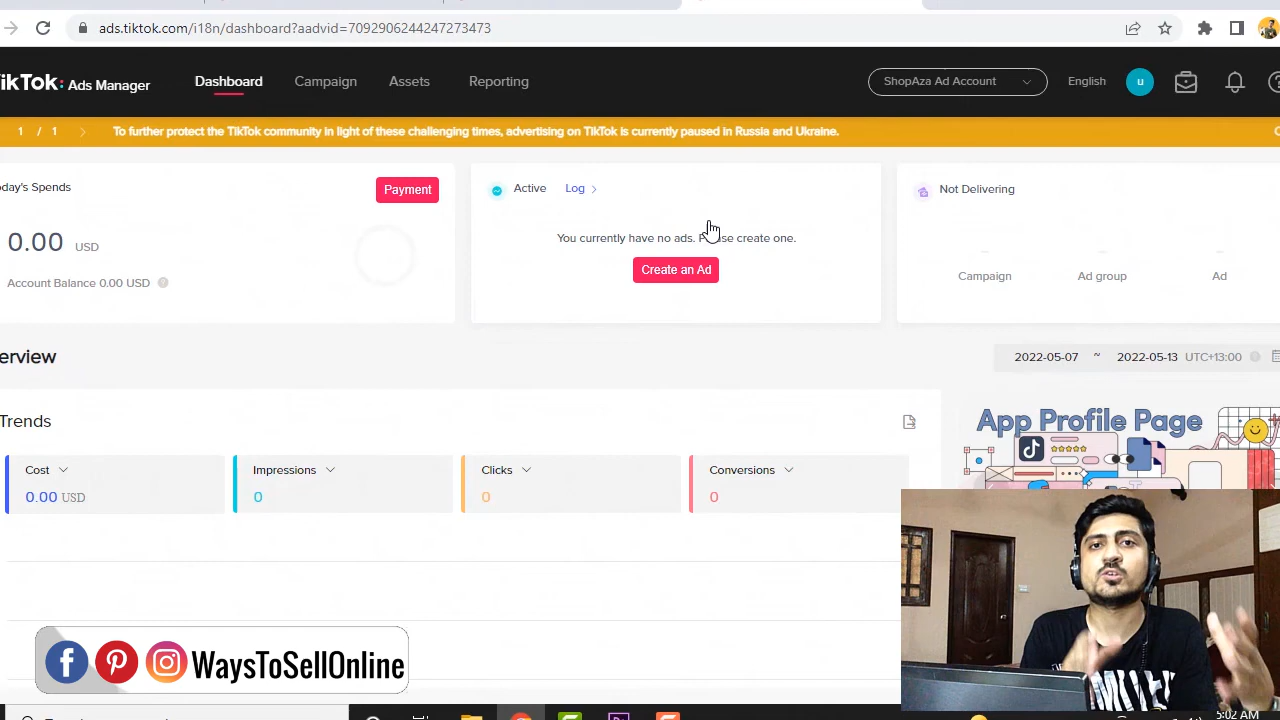 ads.tiktok.com/i18n/dashboard?aadvid=7092906244247273473
ikTok: Ads Manager
Dashboard
Campaign
Assets
Reporting
ShopAza Ad Account
English
u
1 / 1
To further protect the TikTok community in light of these challenging times, advertising on TikTok is currently paused in Russia and Ukraine.
oday's Spends
Payment
0.00 USD
Account Balance 0.00 USD
Active
Log
You currently have no ads. create one.
Create an Ad
Not Delivering
Campaign
Ad group
Ad
erview
2022-05-07 ~ 2022-05-13 UTC+13:00
Trends
Cost
0.00 USD
Impressions
0
Clicks
0
Conversions
0
App Profile Page
WaysToSellOnline
5:02 AM